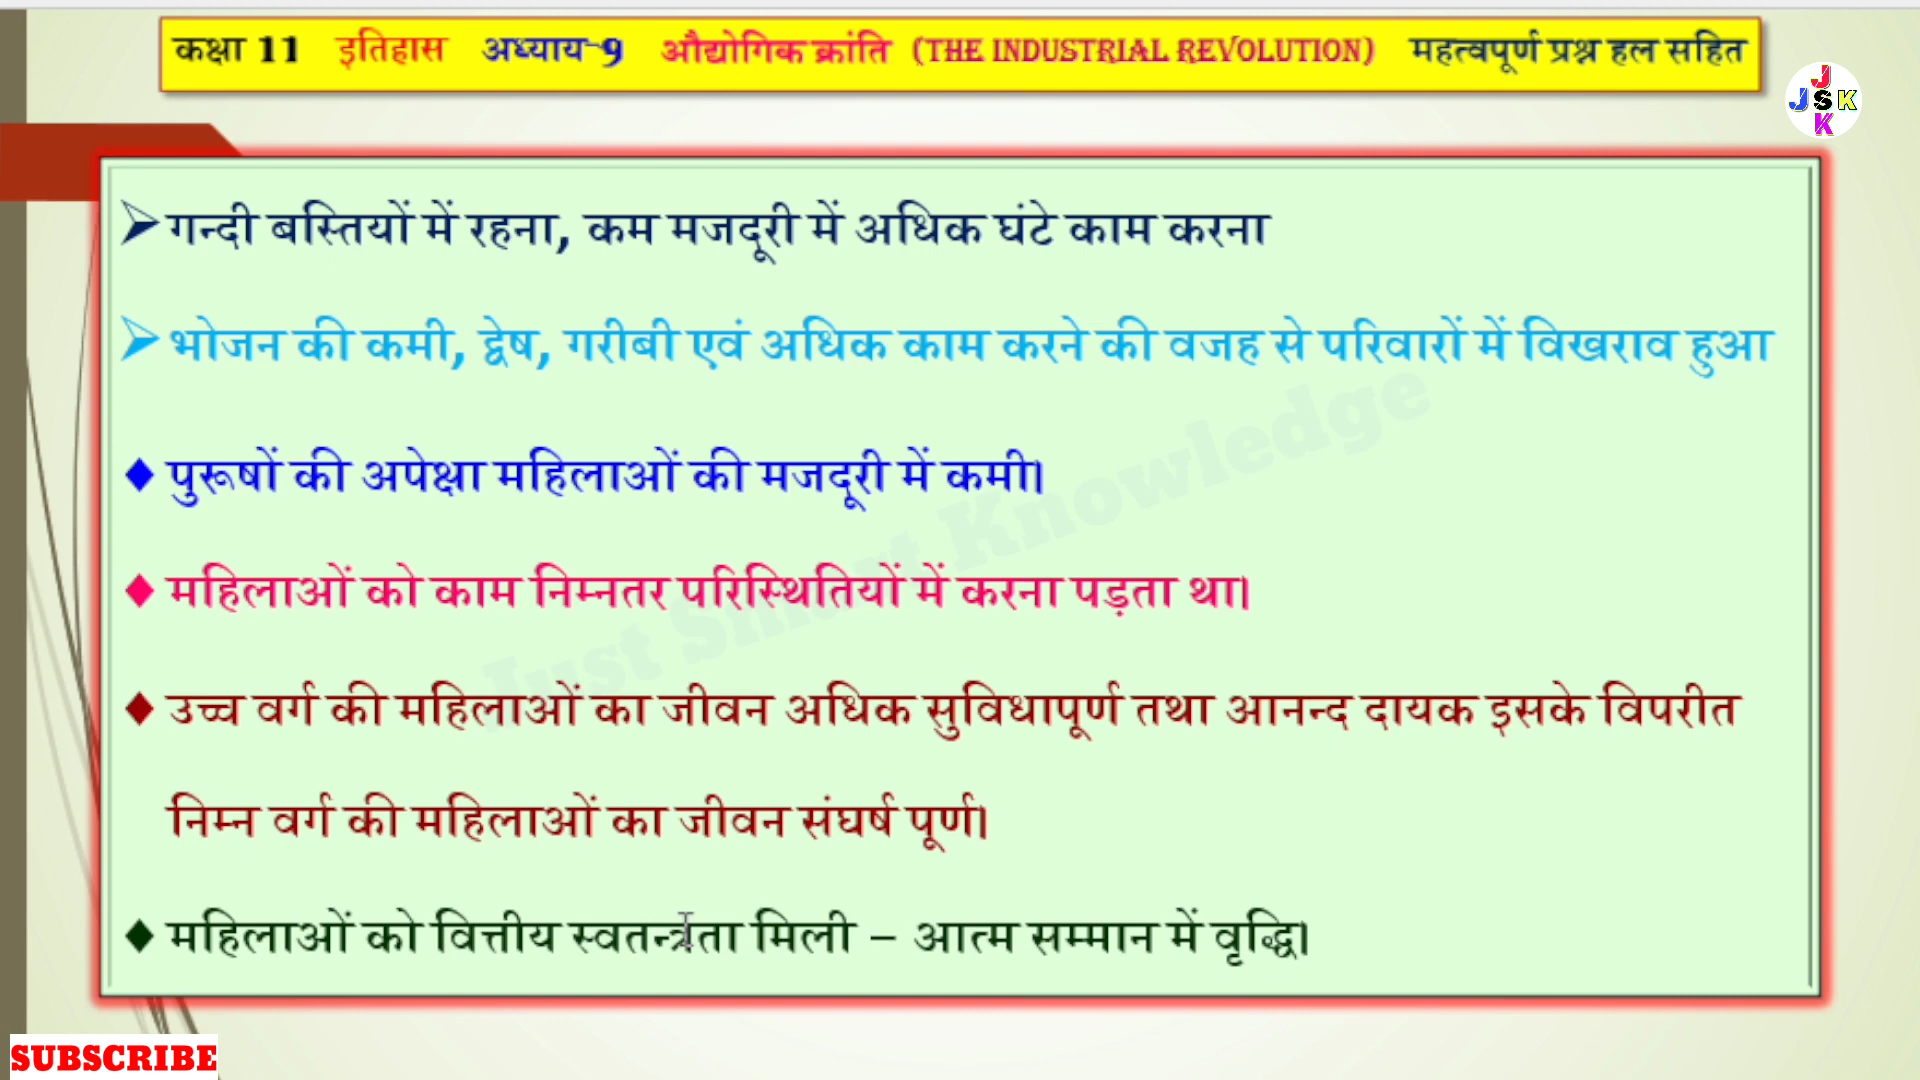 कक्षा 11 इतिहास अध्याय-9 औद्योगिक क्रांति (THE INDUSTRIAL REVOLUTION) महत्वपूर्ण प्रश्न हल सहित
J
J S K
K
➢ गन्दी बस्तियों में रहना, कम मजदूरी में अधिक घंटे काम करना
➢ भोजन की कमी, द्वेष, गरीबी एवं अधिक काम करने की वजह से परिवारों में विखराव हुआ
♦ पुरूषों की अपेक्षा महिलाओं की मजदूरी में कमी।
♦ महिलाओं को काम निम्नतर परिस्थितियों में करना पड़ता था।
♦ उच्च वर्ग की महिलाओं का जीवन अधिक सुविधापूर्ण तथा आनन्द दायक इसके विपरीत
निम्न वर्ग की महिलाओं का जीवन संघर्ष पूर्ण।
♦ महिलाओं को वित्तीय स्वतन्त्रता मिली – आत्म सम्मान में वृद्धि।
Just Smart Knowledge
SUBSCRIBE